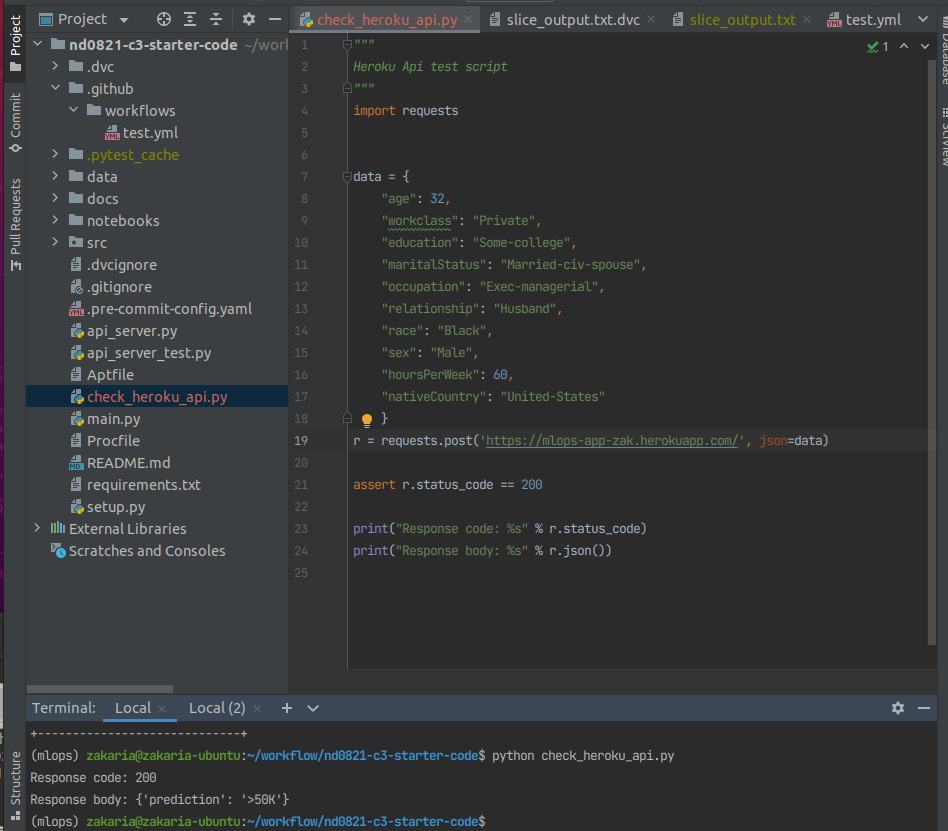 Project
check_heroku_api.py
slice_output.txt.dvc
slice_output.txt
test.yml
Project
Commit
Pull Requests
Structure
Database
SciView
nd0821-c3-starter-code ~/worl
.dvc
.github
workflows
test.yml
.pytest_cache
data
docs
notebooks
src
.dvcignore
.gitignore
.pre-commit-config.yaml
api_server.py
api_server_test.py
Aptfile
check_heroku_api.py
main.py
Procfile
README.md
requirements.txt
setup.py
External Libraries
Scratches and Consoles
1
1 """
2 Heroku Api test script
3 """
4 import requests
5
6
7 data = {
8 "age": 32,
9 "workclass": "Private",
10 "education": "Some-college",
11 "maritalStatus": "Married-civ-spouse",
12 "occupation": "Exec-managerial",
13 "relationship": "Husband",
14 "race": "Black",
15 "sex": "Male",
16 "hoursPerWeek": 60,
17 "nativeCountry": "United-States"
18 }
19 r = requests.post('https://mlops-app-zak.herokuapp.com/', json=data)
20
21 assert r.status_code == 200
22
23 print("Response code: %s" % r.status_code)
24 print("Response body: %s" % r.json())
25
Terminal: Local Local (2)
+---------------------------+
(mlops) zakaria@zakaria-ubuntu:~/workflow/nd0821-c3-starter-code$ python check_heroku_api.py
Response code: 200
Response body: {'prediction': '>50K'}
(mlops) zakaria@zakaria-ubuntu:~/workflow/nd0821-c3-starter-code$